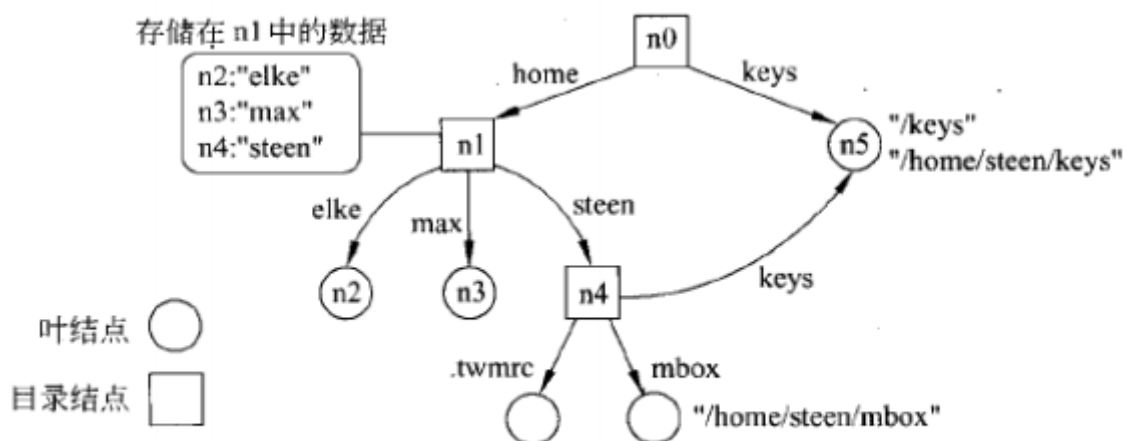 存储在 n1 中的数据
n2:"elke"
n3:"max"
n4:"steen"
n0
home
keys
n1
n5
"/keys"
"/home/steen/keys"
elke
max
steen
n2
n3
n4
keys
叶结点
目录结点
.twmrc
mbox
"/home/steen/mbox"